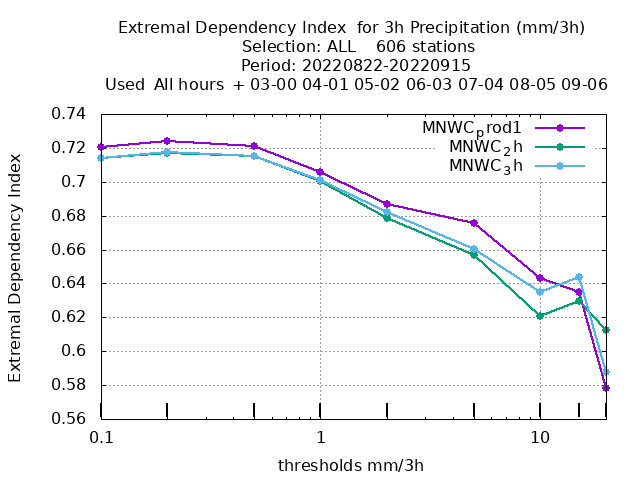 Extremal Dependency Index  for 3h Precipitation (mm/3h)
Selection: ALL    606 stations
Period: 20220822-20220915
Used  All hours  + 03-00 04-01 05-02 06-03 07-04 08-05 09-06
0.74
0.72
0.7
0.68
0.66
0.64
0.62
0.6
0.58
0.56
Extremal Dependency Index
MNWCprod1
MNWC2h
MNWC3h
0.1
1
10
thresholds mm/3h